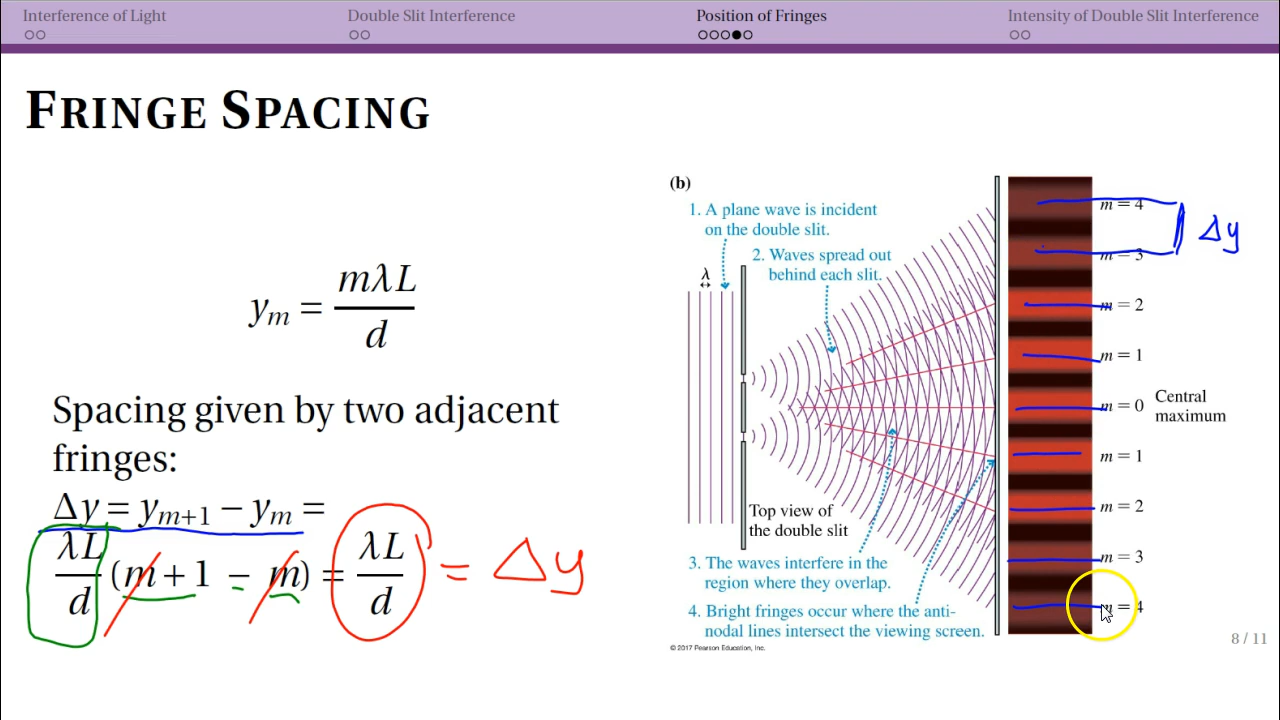 Interference of Light
Double Slit Interference
Position of Fringes
Intensity of Double Slit Interference
FRINGE SPACING
yₘ = mλL / d
Spacing given by two adjacent
fringes:
Δy = yₘ₊₁ − yₘ =
λL / d (m + 1 − m) = λL / d = Δy
(b)
1. A plane wave is incident
on the double slit.
2. Waves spread out
behind each slit.
λ
Top view of
the double slit
3. The waves interfere in the
region where they overlap.
4. Bright fringes occur where the anti-
nodal lines intersect the viewing screen.
© 2017 Pearson Education, Inc.
m = 4
Δy
m = 3
m = 2
m = 1
m = 0 Central
maximum
m = 1
m = 2
m = 3
m = 4
8 / 11